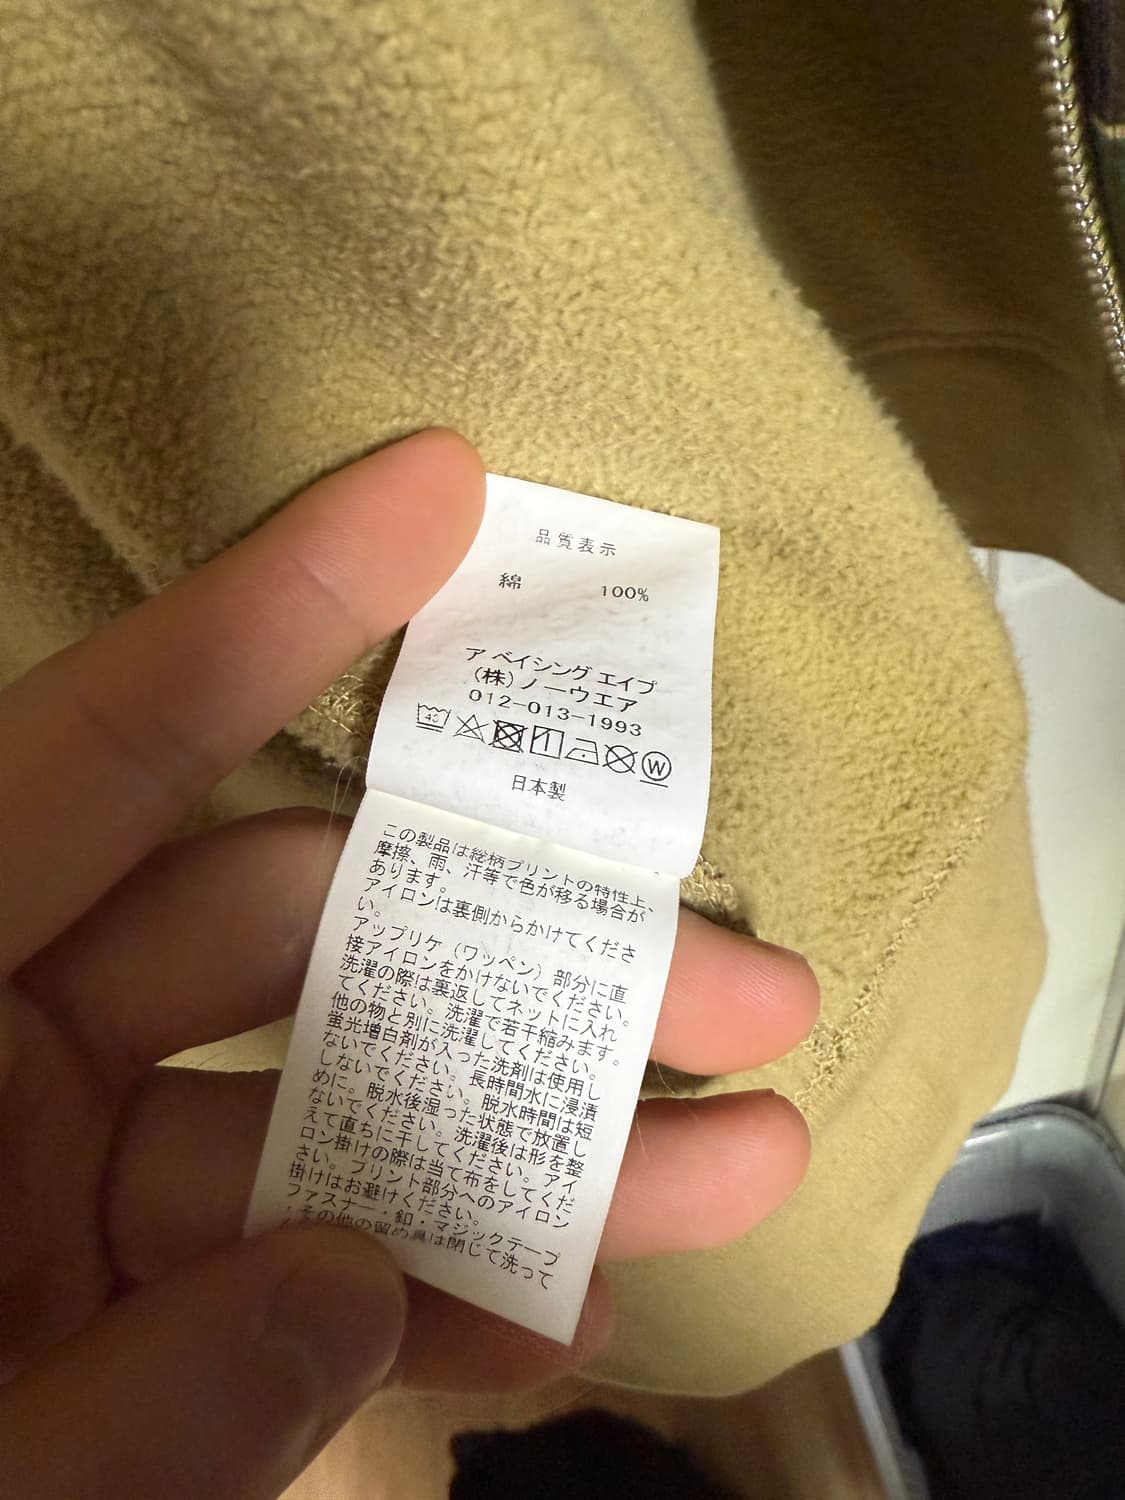 品質表示
綿 100%
ア ベイシング エイプ
(株)ノーウエア
012-013-1993
40
W
日本製
この製品は総柄プリントの特性上、
摩擦、雨、汗等で色が移る場合が
あります。
アイロンは裏側からかけてくださ
い。
アップリケ（ワッペン）部分に直
接アイロンをかけないでください。
洗濯の際は裏返してネットに入れ
てください。洗濯で若干縮みます。
他の物と別に洗濯してください。
蛍光増白剤が入った洗剤は使用し
ないでください。長時間水に浸漬
しないでください。脱水時間は短
めに。脱水後湿った状態で放置し
ないでください。洗濯後は形を整
えて直ちに干してください。アイ
ロン掛けの際は当て布をしてくだ
さい。プリント部分へのアイロン
掛けはお避けください。
ファスナー・釦・マジックテープ
・その他の留め具は閉じて洗って